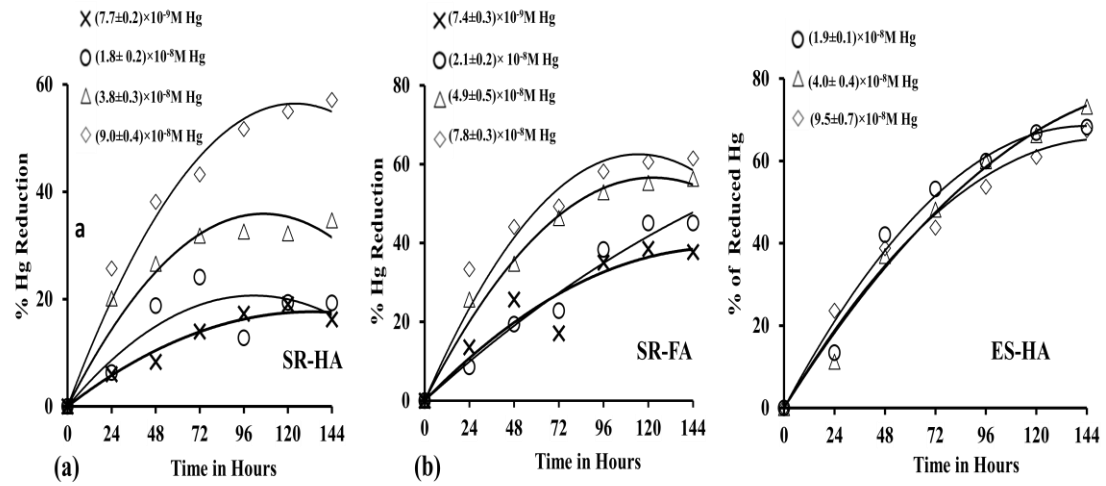 (7.7±0.2)×10⁻⁹M Hg
(1.8± 0.2)×10⁻⁸M Hg
(3.8±0.3)×10⁻⁸M Hg
(9.0±0.4)×10⁻⁸M Hg
60
40
20
0
% Hg Reduction
a
SR-HA
0 24 48 72 96 120 144
(a) Time in Hours
(7.4±0.3)×10⁻⁹M Hg
(2.1±0.2)× 10⁻⁸M Hg
(4.9±0.5)×10⁻⁸M Hg
(7.8±0.3)×10⁻⁸M Hg
80
60
40
20
0
% Hg Reduction
SR-FA
0 24 48 72 96 120 144
(b) Time in Hours
(1.9±0.1)×10⁻⁸M Hg
(4.0± 0.4)×10⁻⁸M Hg
(9.5±0.7)×10⁻⁸M Hg
80
60
40
20
0
% of Reduced Hg
ES-HA
0 24 48 72 96 120 144
Time in Hours